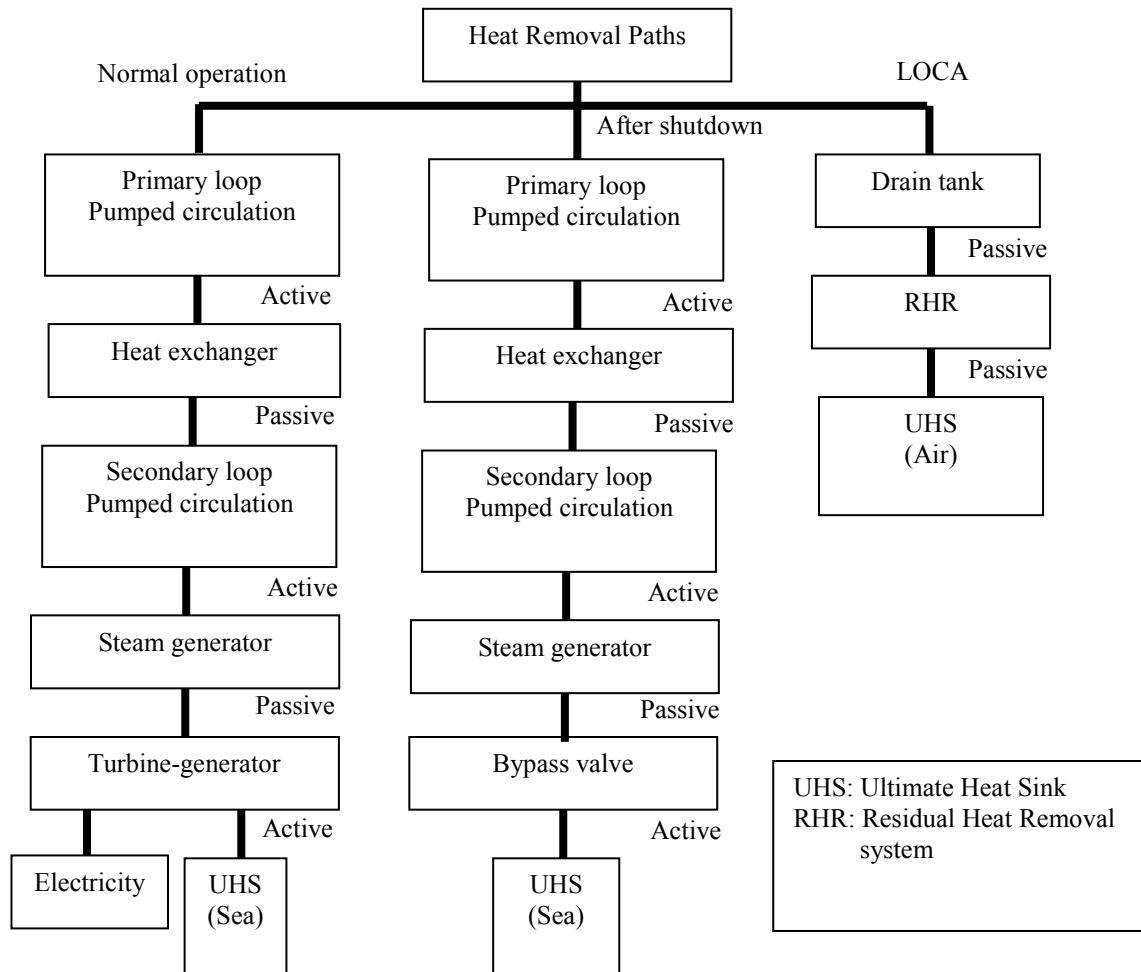 Heat Removal Paths
Normal operation
LOCA
After shutdown
Primary loop
Pumped circulation
Active
Heat exchanger
Passive
Secondary loop
Pumped circulation
Active
Steam generator
Passive
Turbine-generator
Active
Electricity
UHS
(Sea)
Primary loop
Pumped circulation
Active
Heat exchanger
Passive
Secondary loop
Pumped circulation
Active
Steam generator
Passive
Bypass valve
Active
UHS
(Sea)
Drain tank
Passive
RHR
Passive
UHS
(Air)
UHS: Ultimate Heat Sink
RHR: Residual Heat Removal
system